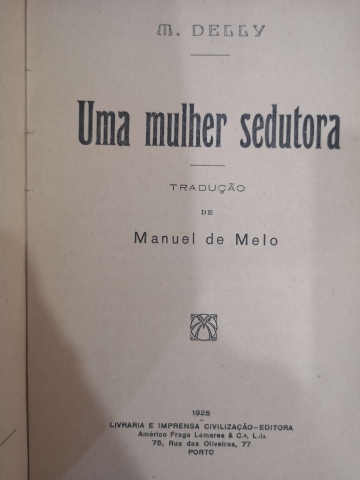 M. DELLY
Uma mulher sedutora
TRADUÇÃO
DE
Manuel de Melo
1925
LIVRARIA E IMPRENSA CIVILIZAÇÃO—EDITORA
Américo Fraga Lamares & C.ª, L.da
75, Rua das Oliveiras, 77
PORTO